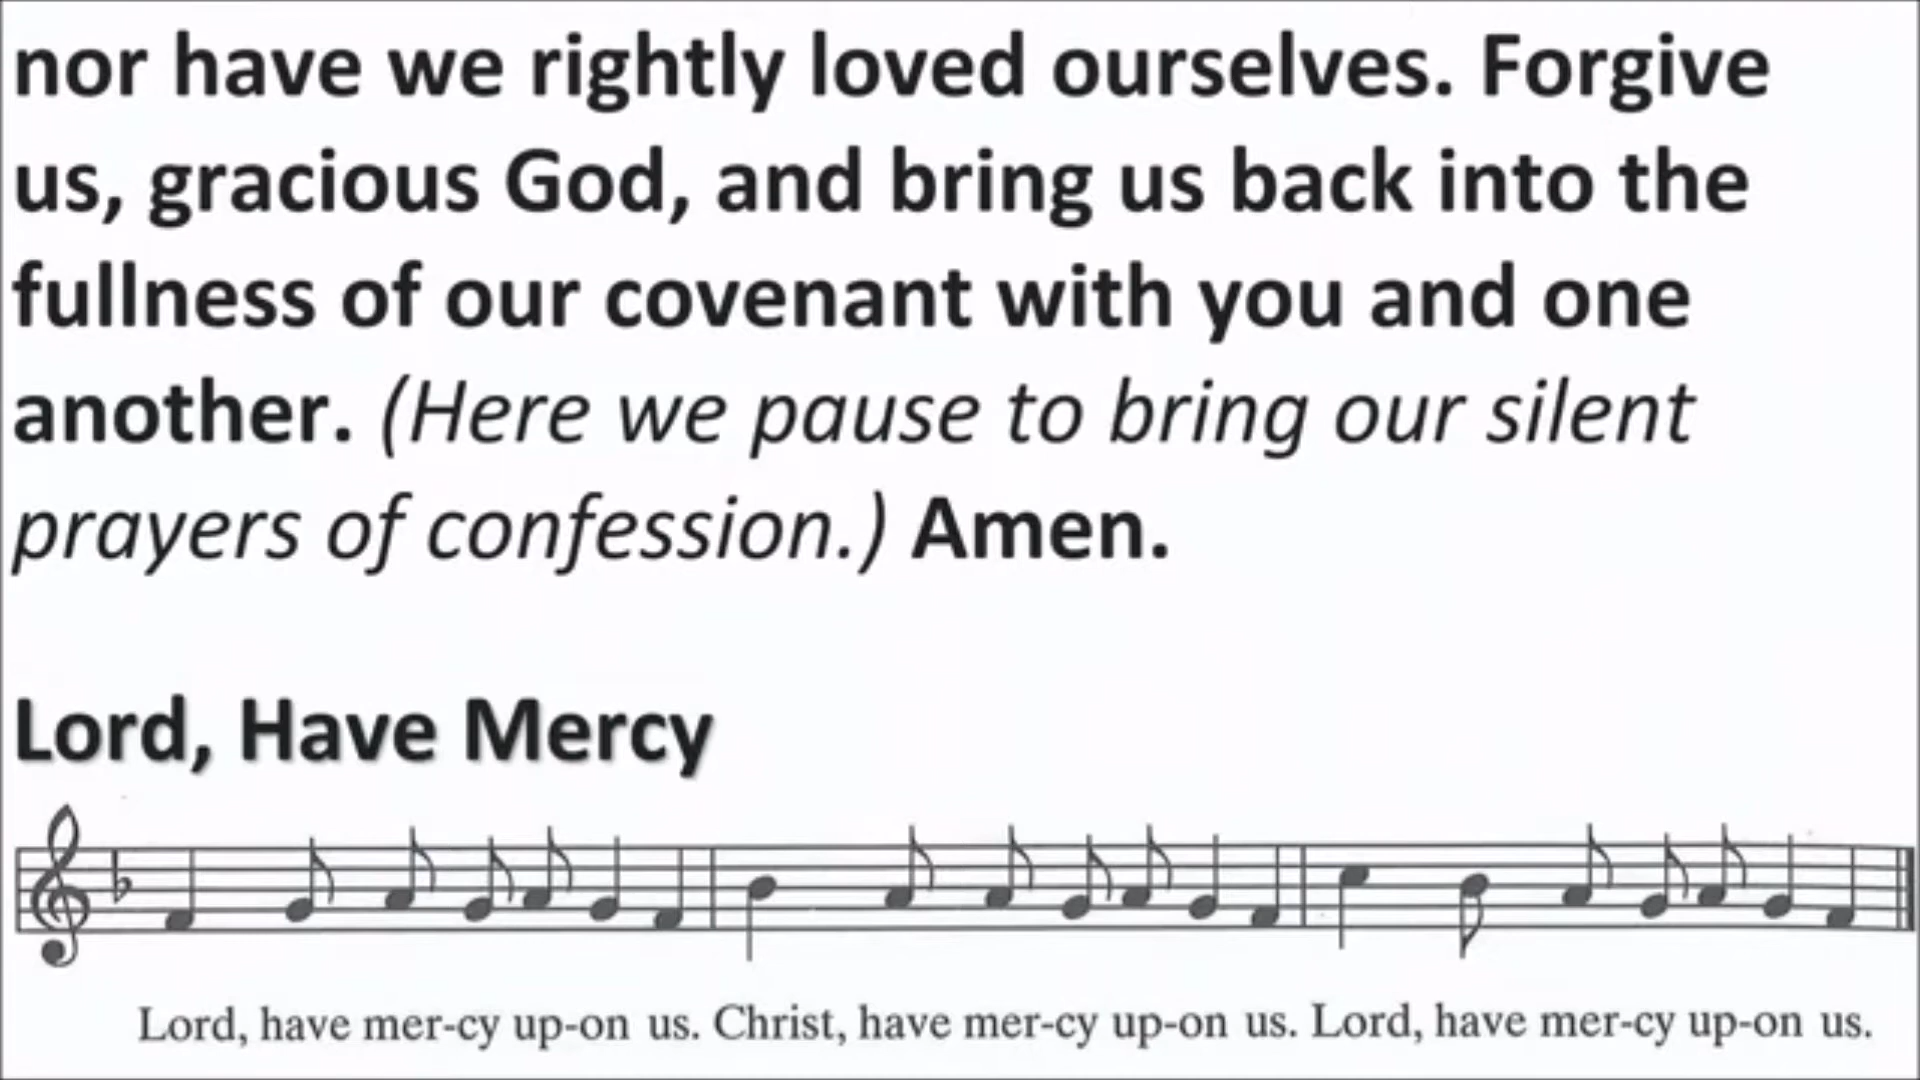 nor have we rightly loved ourselves. Forgive
us, gracious God, and bring us back into the
fullness of our covenant with you and one
another. (Here we pause to bring our silent
prayers of confession.) Amen.
Lord, Have Mercy
Lord, have mer-cy up-on us. Christ, have mer-cy up-on us. Lord, have mer-cy up-on us.